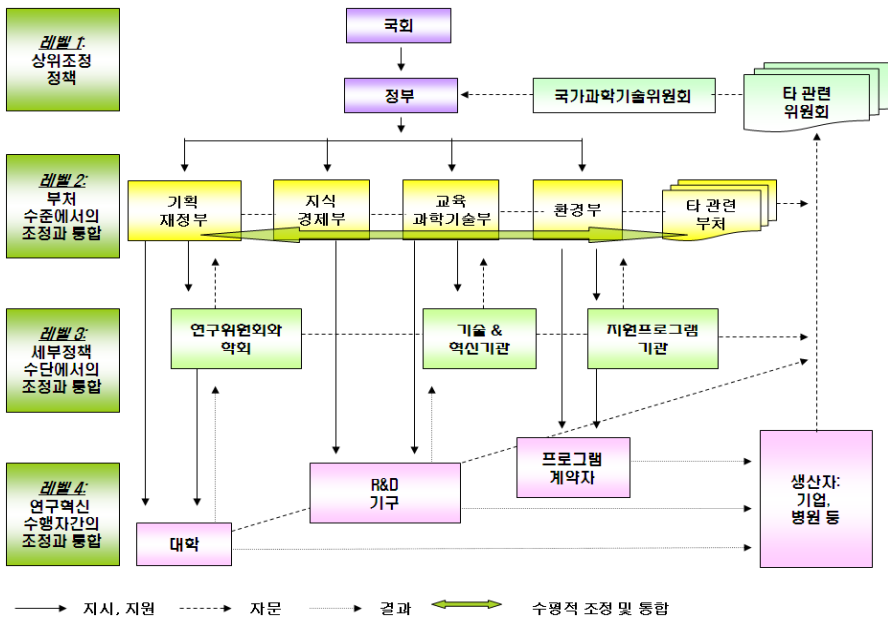 레벨 1:
상위조정
정책
국회
정부
국가과학기술위원회
타 관련
위원회
레벨 2:
부처
수준에서의
조정과 통합
기획
재정부
지식
경제부
교육
과학기술부
환경부
타 관련
부처
레벨 3:
세부정책
수단에서의
조정과 통합
연구위원회와
학회
기술 &
혁신기관
지원프로그램
기관
레벨 4:
연구혁신
수행자간의
조정과 통합
대학
R&D
기구
프로그램
계약자
생산자:
기업,
병원 등
지시, 지원
자문
결과
수평적 조정 및 통합